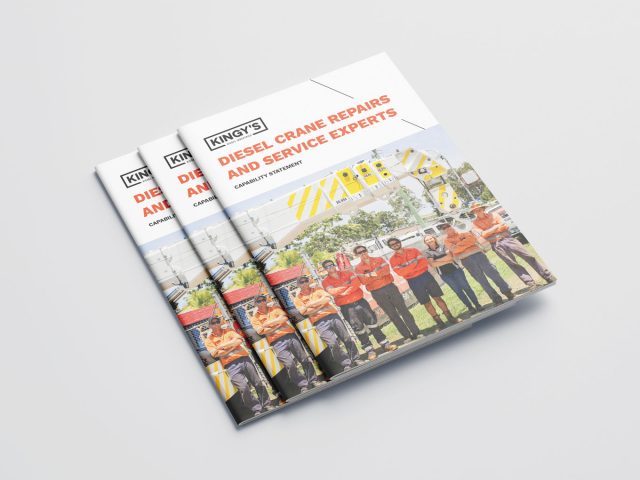 KINGY'S
DIESEL CRANE REPAIRS
AND SERVICE EXPERTS
CAPABILITY STATEMENT